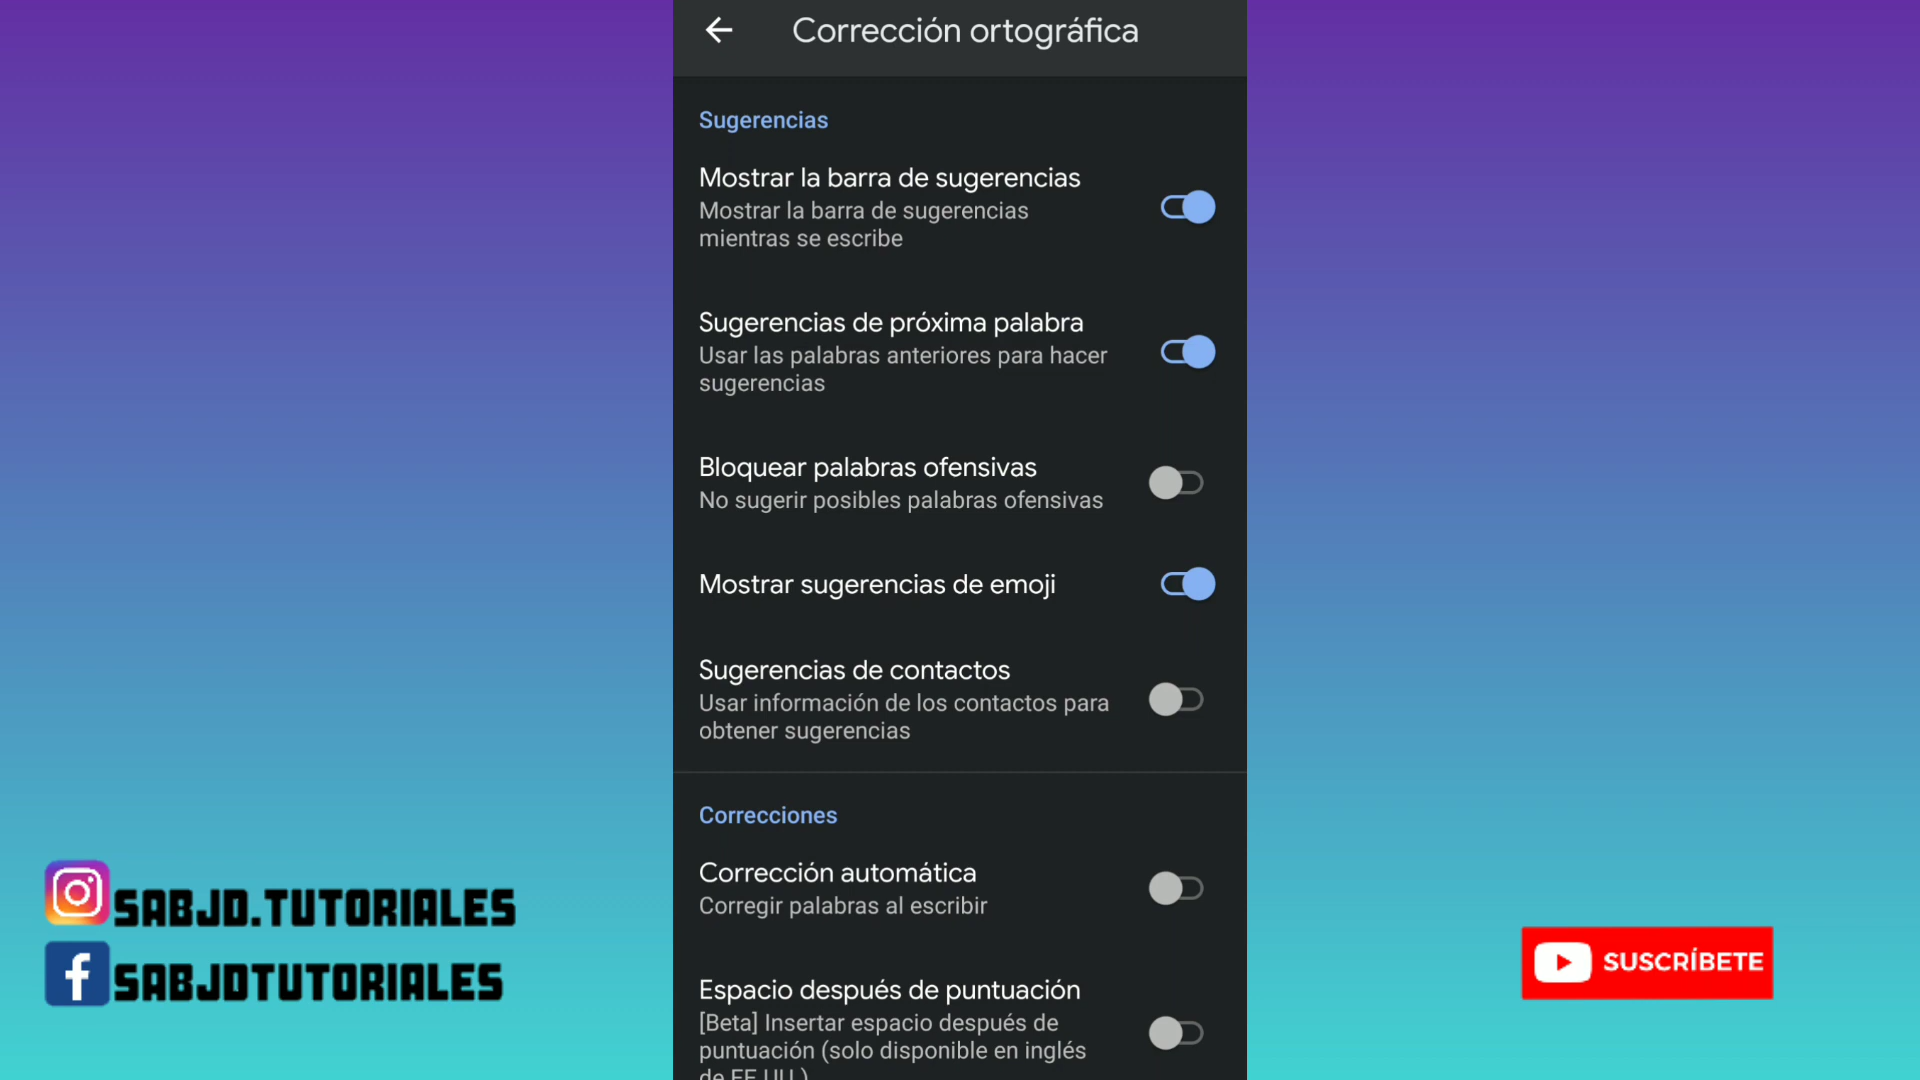 Corrección ortográfica
Sugerencias
Mostrar la barra de sugerencias
Mostrar la barra de sugerencias
mientras se escribe
Sugerencias de próxima palabra
Usar las palabras anteriores para hacer
sugerencias
Bloquear palabras ofensivas
No sugerir posibles palabras ofensivas
Mostrar sugerencias de emoji
Sugerencias de contactos
Usar información de los contactos para
obtener sugerencias
Correcciones
Corrección automática
Corregir palabras al escribir
Espacio después de puntuación
[Beta] Insertar espacio después de
puntuación (solo disponible en inglés
de EE.UU.)
SABJD.TUTORIALES
SABJDTUTORIALES
SUSCRÍBETE